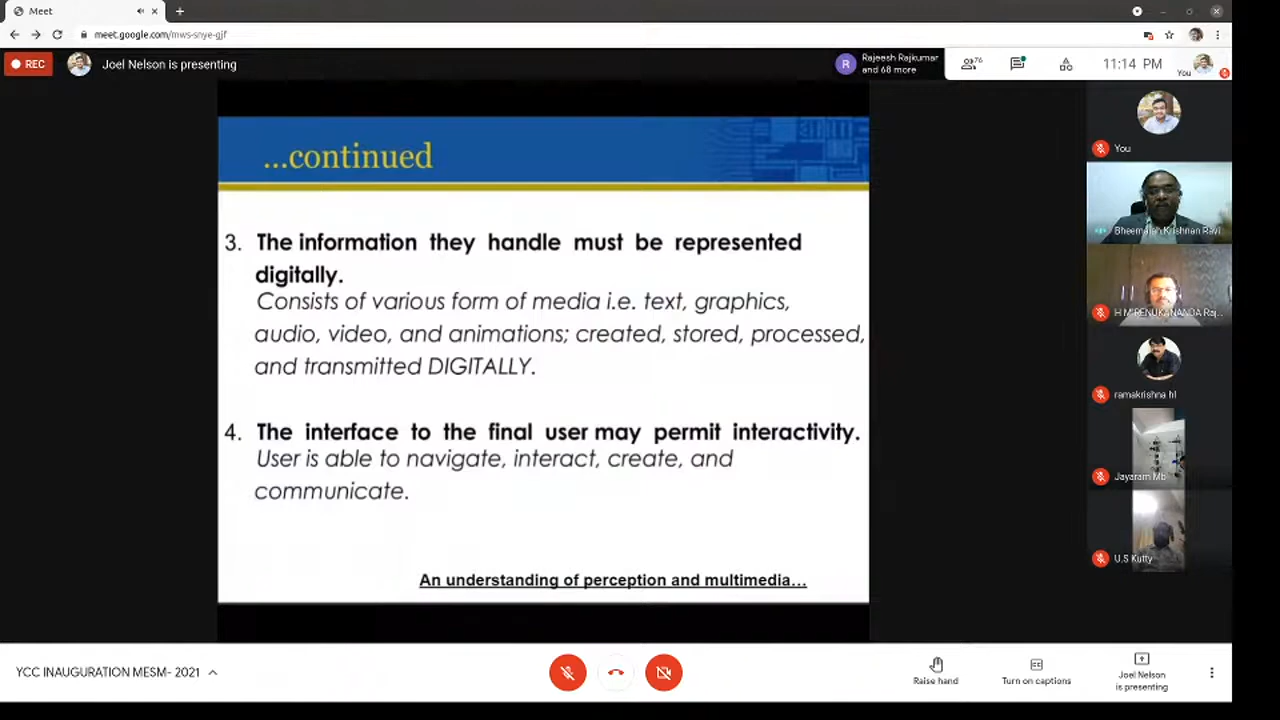 Meet
meet.google.com/mws-snye-gjf
REC
Joel Nelson is presenting
R
Rajeesh Rajkumar
and 68 more
76
11:14 PM
You
…continued
3. The information they handle must be represented
digitally.
Consists of various form of media i.e. text, graphics,
audio, video, and animations; created, stored, processed,
and transmitted DIGITALLY.
4. The interface to the final user may permit interactivity.
User is able to navigate, interact, create, and
communicate.
An understanding of perception and multimedia…
You
Bheemaiah Krishnan Ravi
H M RENUKANANDA Raj...
ramakrishna hl
Jayaram Mb
U.S Kutty
YCC INAUGURATION MESM- 2021
Raise hand
Turn on captions
Joel Nelson
is presenting